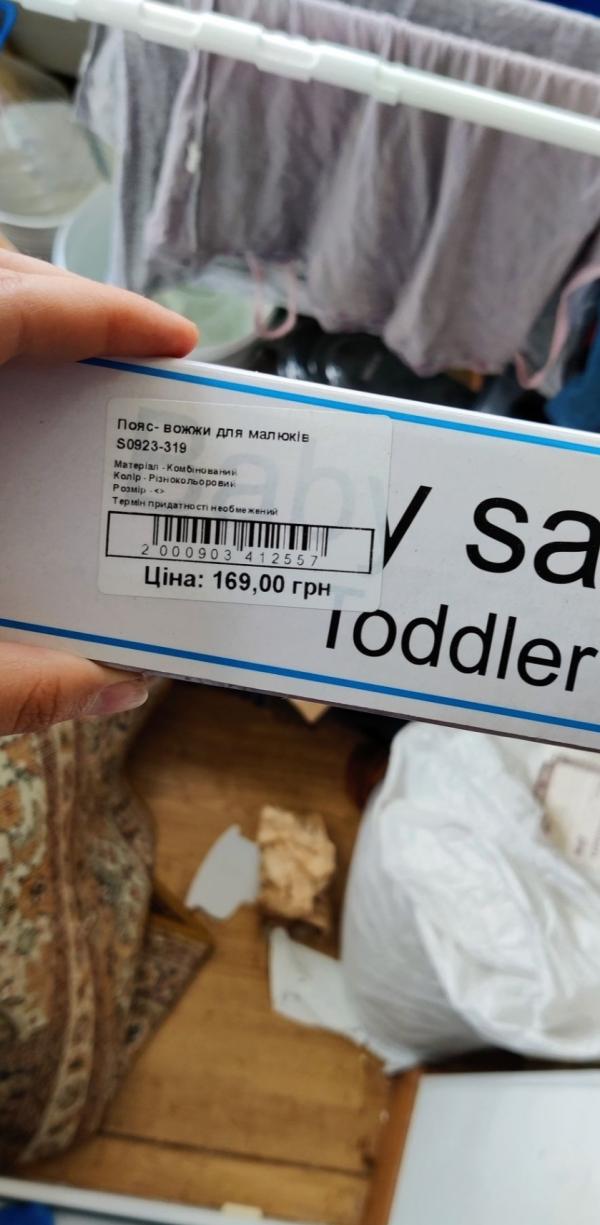 Пояс- вожжи для малюків
S0923-319
Матеріал - Комбінований
Колір - Різнокольоровий
Розмір - <>
Термін придатності необмежений
2 000903 412557
Ціна: 169,00 грн
Baby sa
Toddler